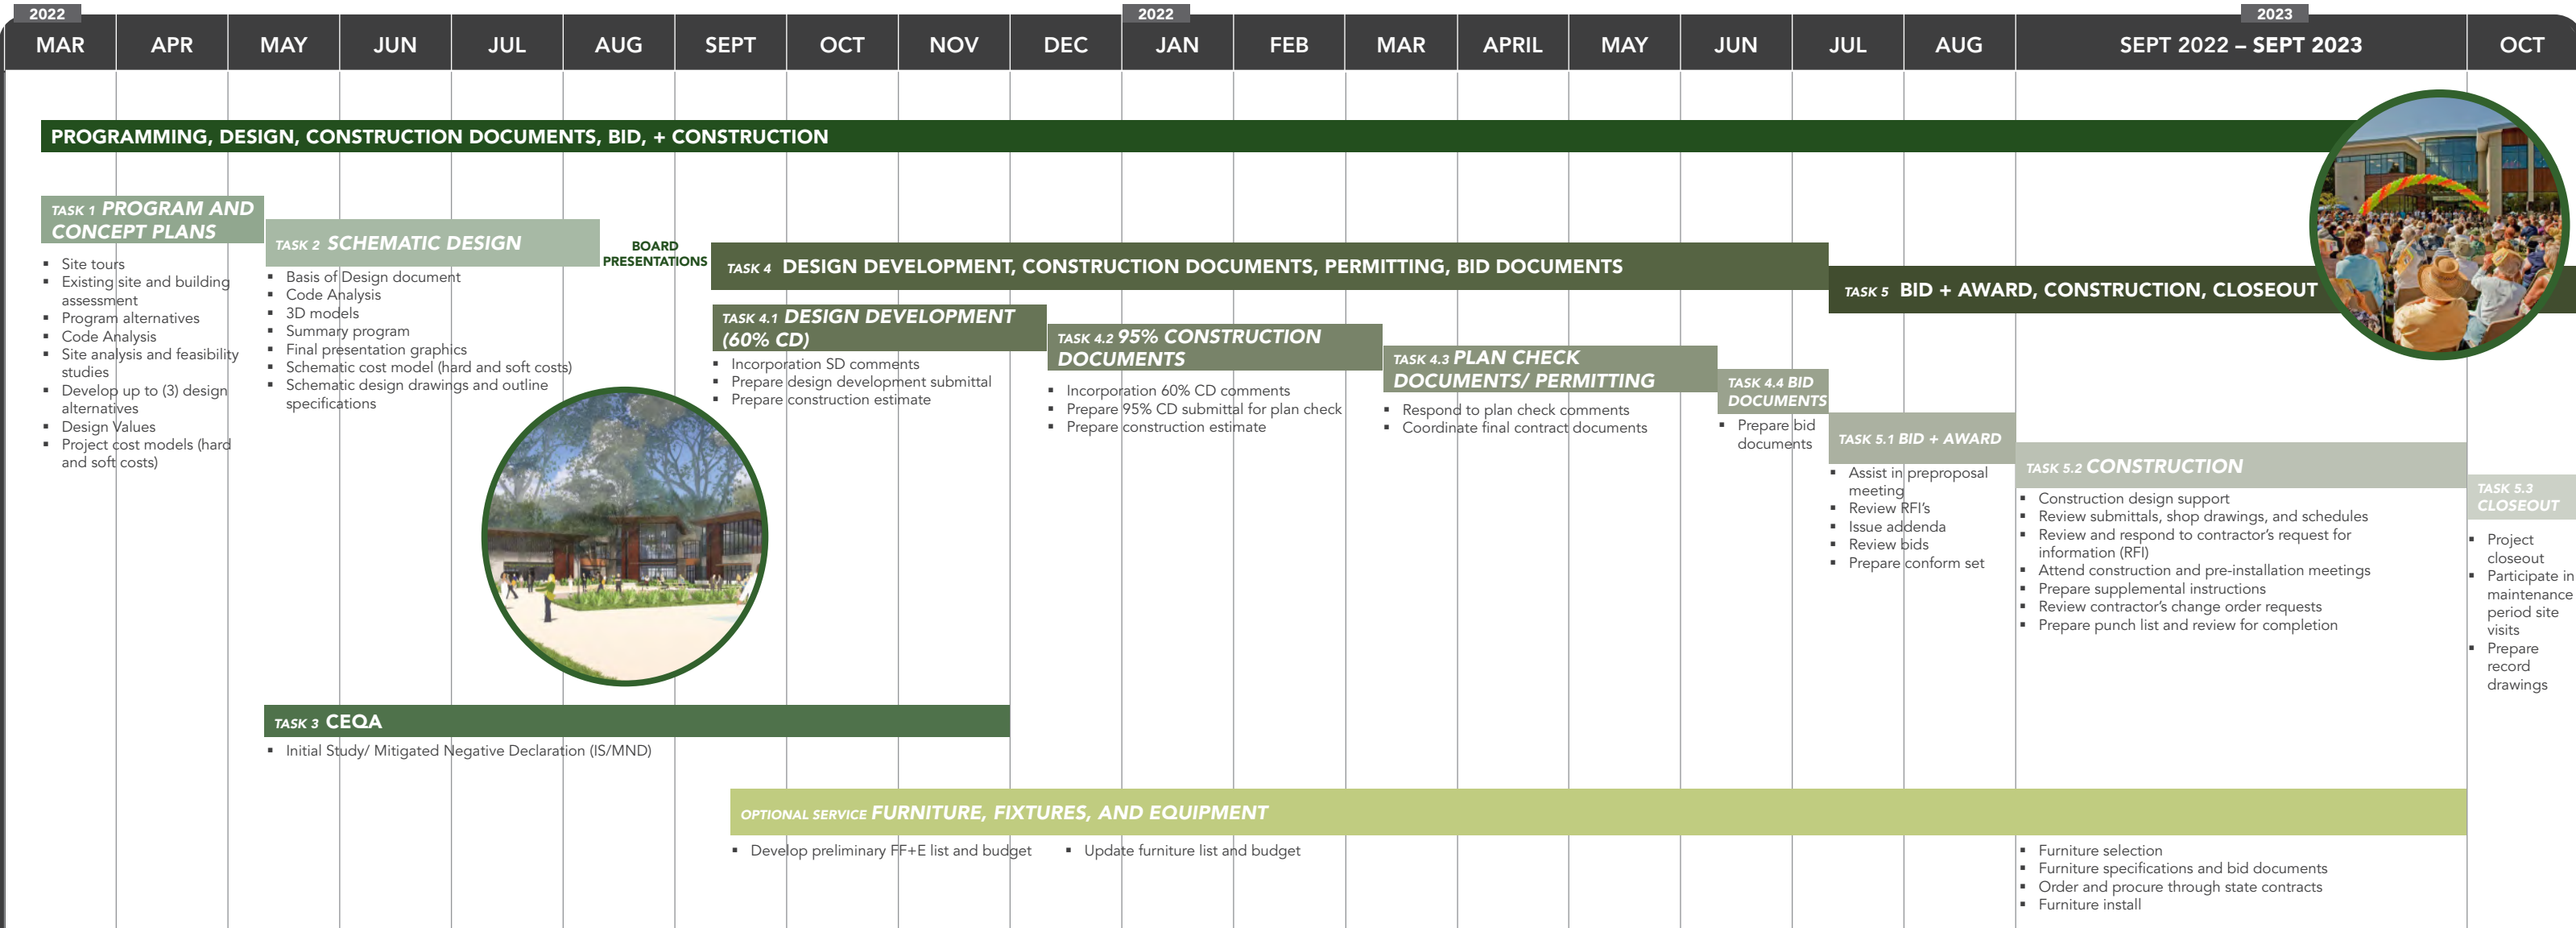 2022
2022
2023
MAR
APR
MAY
JUN
JUL
AUG
SEPT
OCT
NOV
DEC
JAN
FEB
MAR
APRIL
MAY
JUN
JUL
AUG
SEPT 2022 – SEPT 2023
OCT
PROGRAMMING, DESIGN, CONSTRUCTION DOCUMENTS, BID, + CONSTRUCTION
TASK 1 PROGRAM AND
CONCEPT PLANS
▪ Site tours
▪ Existing site and building
assessment
▪ Program alternatives
▪ Code Analysis
▪ Site analysis and feasibility
studies
▪ Develop up to (3) design
alternatives
▪ Design Values
▪ Project cost models (hard
and soft costs)
TASK 2 SCHEMATIC DESIGN
▪ Basis of Design document
▪ Code Analysis
▪ 3D models
▪ Summary program
▪ Final presentation graphics
▪ Schematic cost model (hard and soft costs)
▪ Schematic design drawings and outline
specifications
BOARD
PRESENTATIONS
TASK 4 DESIGN DEVELOPMENT, CONSTRUCTION DOCUMENTS, PERMITTING, BID DOCUMENTS
TASK 4.1 DESIGN DEVELOPMENT
(60% CD)
▪ Incorporation SD comments
▪ Prepare design development submittal
▪ Prepare construction estimate
TASK 4.2 95% CONSTRUCTION
DOCUMENTS
▪ Incorporation 60% CD comments
▪ Prepare 95% CD submittal for plan check
▪ Prepare construction estimate
TASK 4.3 PLAN CHECK
DOCUMENTS/ PERMITTING
▪ Respond to plan check comments
▪ Coordinate final contract documents
TASK 4.4 BID
DOCUMENTS
▪ Prepare bid
documents
TASK 5 BID + AWARD, CONSTRUCTION, CLOSEOUT
TASK 5.1 BID + AWARD
▪ Assist in preproposal
meeting
▪ Review RFI's
▪ Issue addenda
▪ Review bids
▪ Prepare conform set
TASK 5.2 CONSTRUCTION
▪ Construction design support
▪ Review submittals, shop drawings, and schedules
▪ Review and respond to contractor's request for
information (RFI)
▪ Attend construction and pre-installation meetings
▪ Prepare supplemental instructions
▪ Review contractor's change order requests
▪ Prepare punch list and review for completion
TASK 5.3
CLOSEOUT
▪ Project
closeout
▪ Participate in
maintenance
period site
visits
▪ Prepare
record
drawings
TASK 3 CEQA
▪ Initial Study/ Mitigated Negative Declaration (IS/MND)
OPTIONAL SERVICE FURNITURE, FIXTURES, AND EQUIPMENT
▪ Develop preliminary FF+E list and budget
▪ Update furniture list and budget
▪ Furniture selection
▪ Furniture specifications and bid documents
▪ Order and procure through state contracts
▪ Furniture install